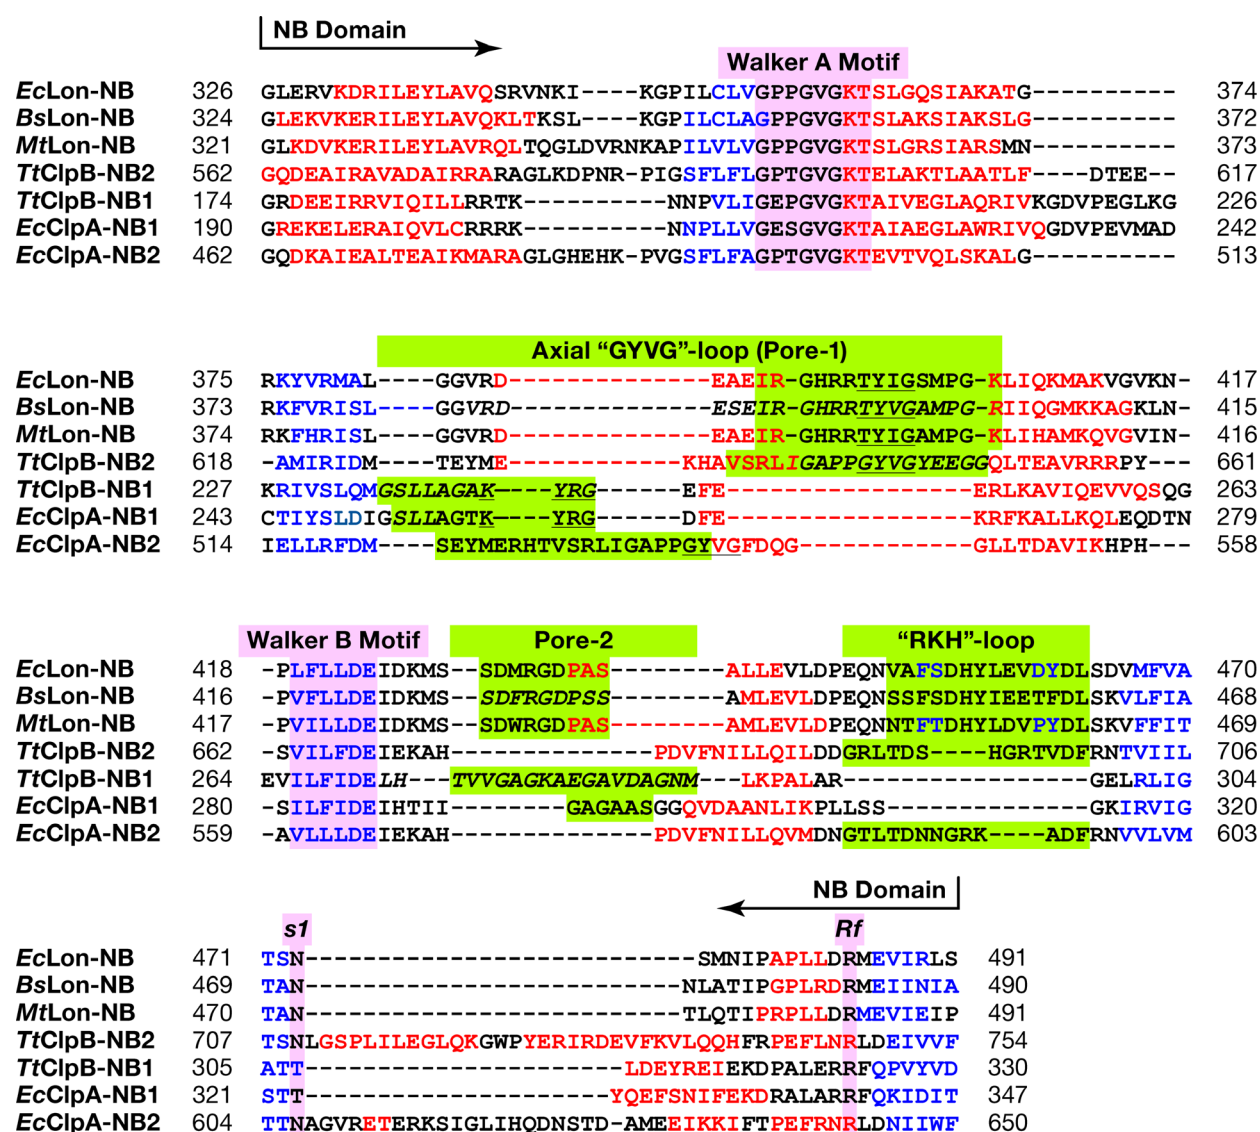 NB Domain
Walker A Motif
EcLon-NB 326 GLERVKDRILEYLAVQSRVNKI----KGPILCLVGPPGVGKTSLGQSIAKATG---------- 374
BsLon-NB 324 GLEKVKERILEYLAVQKLTKSL----KGPILCLAGPPGVGKTSLAKSIAKSLG---------- 372
MtLon-NB 321 GLKDVKERILEYLAVRQLTQGLDVRNKAPILVLVGPPGVGKTSLGRSIARSMN---------- 373
TtClpB-NB2 562 GQDEAIRAVADAIRRARAGLKDPNR-PIGSFLFLGPTGVGKTELAKTLAATLF----DTEE-- 617
TtClpB-NB1 174 GRDEEIRRVIQILLRRTK----------NNPVLIGEPGVGKTAIVEGLAQRIVKGDVPEGLKG 226
EcClpA-NB1 190 GREKELERAIQVLCRRRK----------NNPLLVGESGVGKTAIAEGLAWRIVQGDVPEVMAD 242
EcClpA-NB2 462 GQDKAIEALTEAIKMARAGLGHEHK-PVGSFLFAGPTGVGKTEVTVQLSKALG---------- 513
Axial “GYVG”-loop (Pore-1)
EcLon-NB 375 RKYVRMAL----GGVRD--------------EAEIR-GHRRTYIGSMPG-KLIQKMAKVGVKN- 417
BsLon-NB 373 RKFVRISL----GGVRD--------------ESEIR-GHRRTYVGAMPG-RIIQGMKKAGKLN- 415
MtLon-NB 374 RKFHRISL----GGVRD--------------EAEIR-GHRRTYIGAMPG-KLIHAMKQVGVIN- 416
TtClpB-NB2 618 -AMIRIDM----TEYME------------KHAVSRLIGAPPGYVGYEEGGQLTEAVRRRPY--- 661
TtClpB-NB1 227 KRIVSLQMGSLLAGAK----YRG------EFE-----------------ERLKAVIQEVVQSQG 263
EcClpA-NB1 243 CTIYSLDIGSLLAGTK----YRG------DFE-----------------KRFKALLKQLEQDTN 279
EcClpA-NB2 514 IELLRFDM----SEYMERHTVSRLIGAPPGYVGFDQG------------GLLTDAVIKHPH--- 558
Walker B Motif Pore-2 “RKH”-loop
EcLon-NB 418 -PLFLLDEIDKMS--SDMRGDPAS--------ALLEVLDPEQNVAFSDHYLEVDYDLSDVMFVA 470
BsLon-NB 416 -PVFLLDEIDKMS--SDFRGDPSS--------AMLEVLDPEQNSSFSDHYIEETFDLSKVLFIA 468
MtLon-NB 417 -PVILLDEIDKMS--SDWRGDPAS--------AMLEVLDPEQNNTFTDHYLDVPYDLSKVFFIT 469
TtClpB-NB2 662 -SVILFDEIEKAH--------------PDVFNILLQILDDGRLTDS----HGRTVDFRNTVIIL 706
TtClpB-NB1 264 EVILFIDELH---TVVGAGKAEGAVDAGNM---LKPALAR-----------------GELRLIG 304
EcClpA-NB1 280 -SILFIDEIHTII--------GAGAASGGQVDAANLIKPLLSS--------------GKIRVIG 320
EcClpA-NB2 559 -AVLLLDEIEKAH--------------PDVFNILLQVMDNGTLTDNNGRK----ADFRNVVLVM 603
NB Domain
s1 Rf
EcLon-NB 471 TSN---------------------------SMNIPAPLLDRMEVIRLS 491
BsLon-NB 469 TAN--------------------------NLATIPGPLRDRMEIINIA 490
MtLon-NB 470 TAN--------------------------TLQTIPRPLLDRMEVIEIP 491
TtClpB-NB2 707 TSNLGSPLILEGLQKGWPYERIRDEVFKVLQQHFRPEFLNRLDEIVVF 754
TtClpB-NB1 305 ATT----------------------LDEYREIEKDPALERRFQPVYVD 330
EcClpA-NB1 321 STT---------------------YQEFSNIFEKDRALARRFQKIDIT 347
EcClpA-NB2 604 TTNAGVRETERKSIGLIHQDNSTD-AMEEIKKIFTPEFRNRLDNIIWF 650